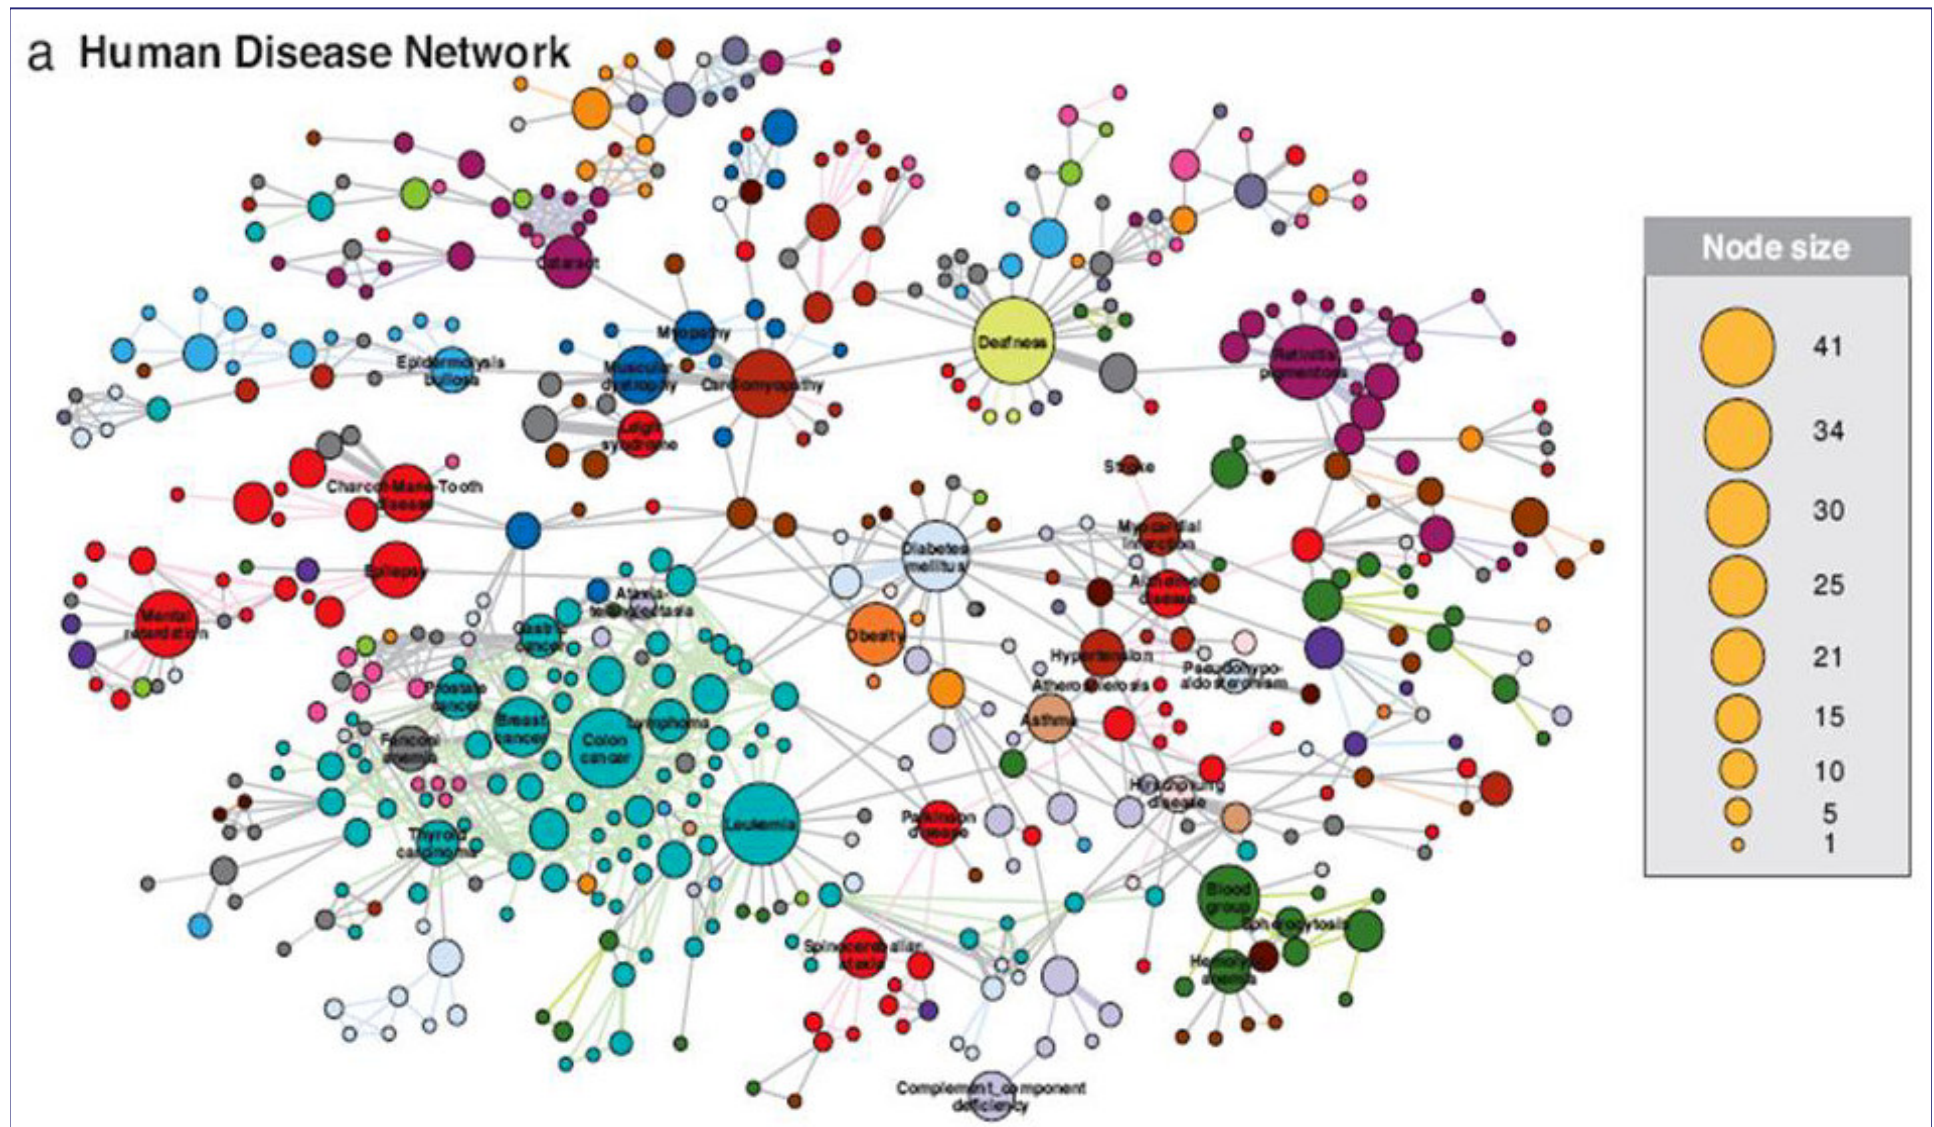 a Human Disease Network
Node size
41
34
30
25
21
15
10
5
1
Cataract
Myopathy
Muscular
dystrophy
Cardiomyopathy
Epidermolysis
bullosa
Leigh
syndrome
Deafness
Retinitis
pigmentosa
Charcot-Marie-Tooth
disease
Stroke
Myocardial
infarction
Diabetes
mellitus
Epilepsy
Alzheimer
disease
Ataxia-
telangiectasia
Mental
retardation
Gastric
cancer
Obesity
Hypertension
Pseudohypo-
aldosteronism
Atherosclerosis
Prostate
cancer
Breast
cancer
Lymphoma
Asthma
Fanconi
anemia
Colon
cancer
Hirschprung
disease
Leukemia
Parkinson
disease
Thyroid
carcinoma
Blood
group
Spherocytosis
Spinocerebellar
ataxia
Hemolytic
anemia
Complement_component
deficiency